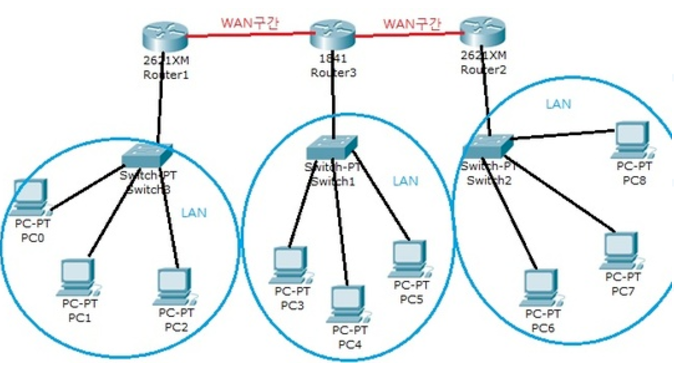 WAN구간
WAN구간
2621XM
Router1
1841
Router3
2621XM
Router2
LAN
Switch-PT
Switch3
Switch-PT
Switch1
Switch-PT
Switch2
PC-PT
PC8
LAN
LAN
PC-PT
PC0
PC-PT
PC1
PC-PT
PC2
PC-PT
PC3
PC-PT
PC4
PC-PT
PC5
PC-PT
PC6
PC-PT
PC7